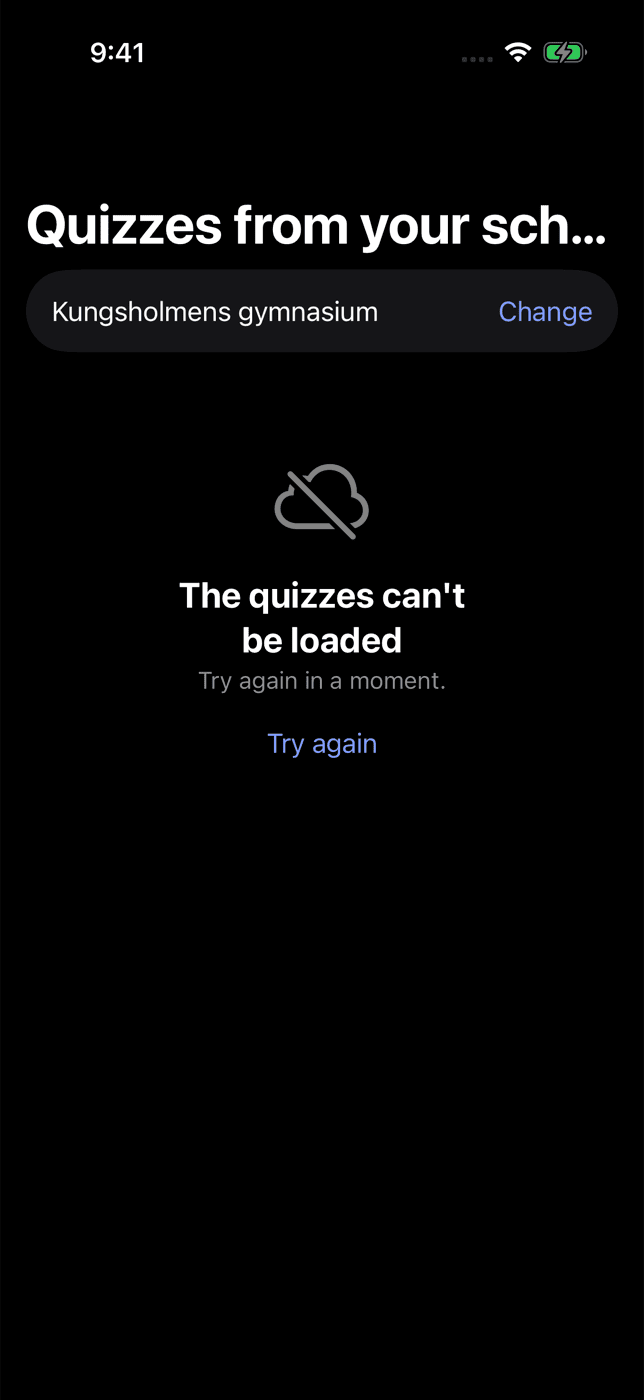 9:41
Quizzes from your sch...
Kungsholmens gymnasium
Change
The quizzes can't
be loaded
Try again in a moment.
Try again